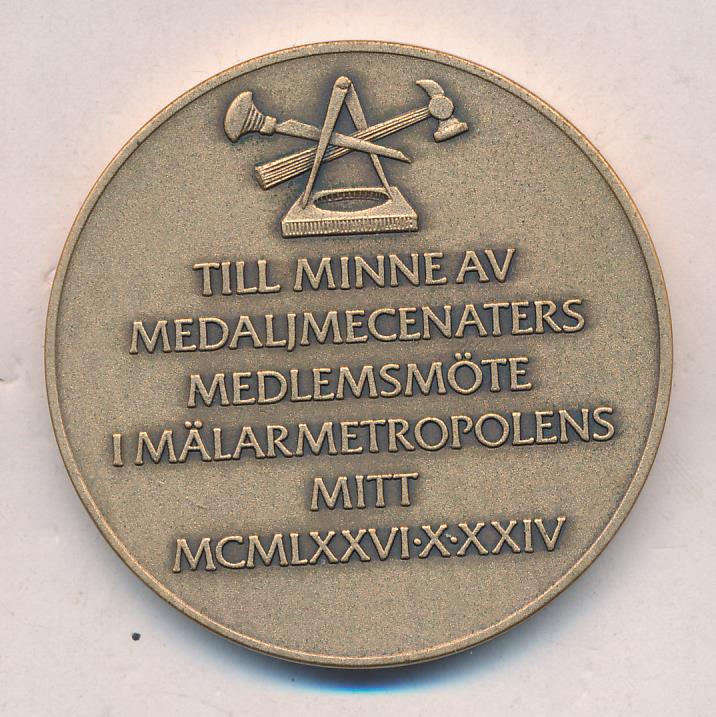 TILL MINNE AV
MEDALJMECENATERS
MEDLEMSMÖTE
I MÄLARMETROPOLENS
MITT
MCMLXXVI·X·XXIV